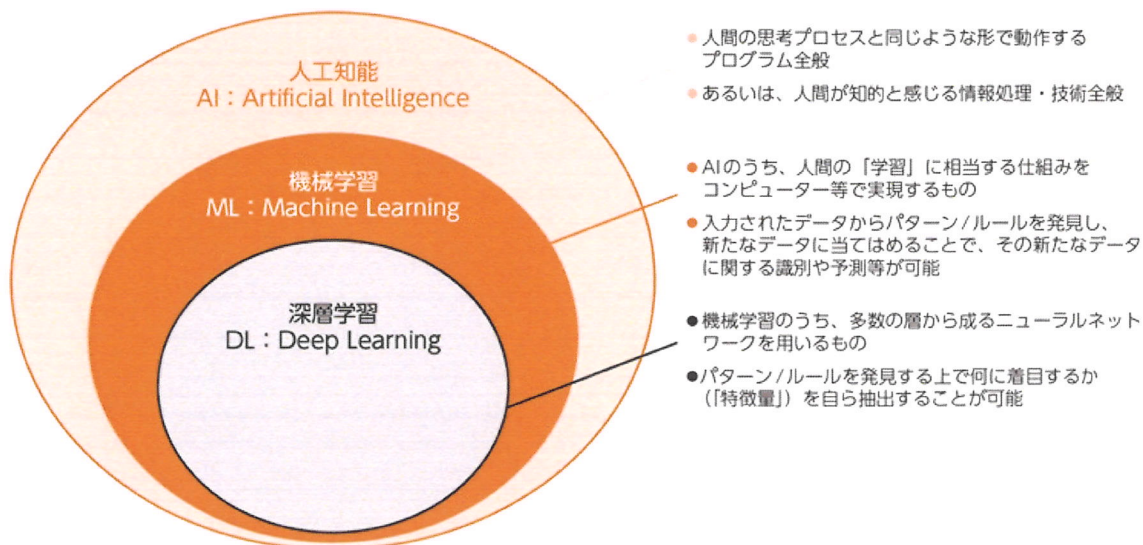 人工知能
AI：Artificial Intelligence
機械学習
ML：Machine Learning
深層学習
DL：Deep Learning
●人間の思考プロセスと同じような形で動作する
プログラム全般
●あるいは、人間が知的と感じる情報処理・技術全般
●AIのうち、人間の「学習」に相当する仕組みを
コンピューター等で実現するもの
●入力されたデータからパターン/ルールを発見し、
新たなデータに当てはめることで、その新たなデータ
に関する識別や予測等が可能
●機械学習のうち、多数の層から成るニューラルネット
ワークを用いるもの
●パターン/ルールを発見する上で何に着目するか
（「特徴量」）を自ら抽出することが可能